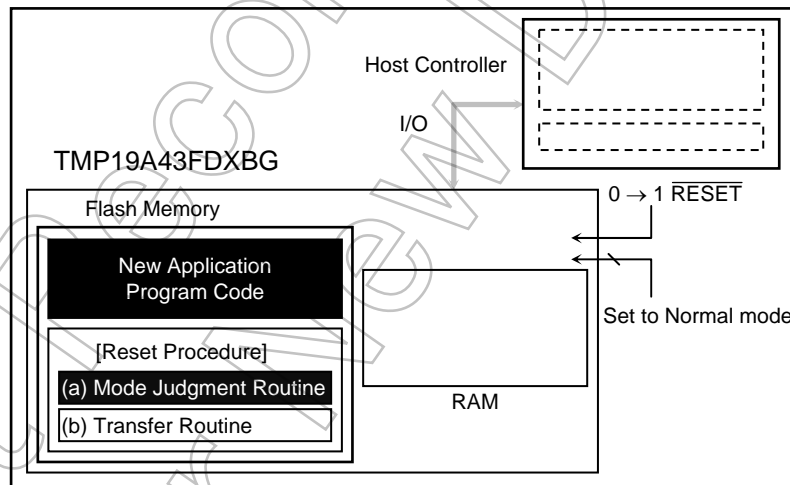 Host Controller
I/O
TMP19A43FDXBG
0 → 1 RESET
Flash Memory
New Application
Program Code
Set to Normal mode
[Reset Procedure]
(a) Mode Judgment Routine
(b) Transfer Routine
RAM